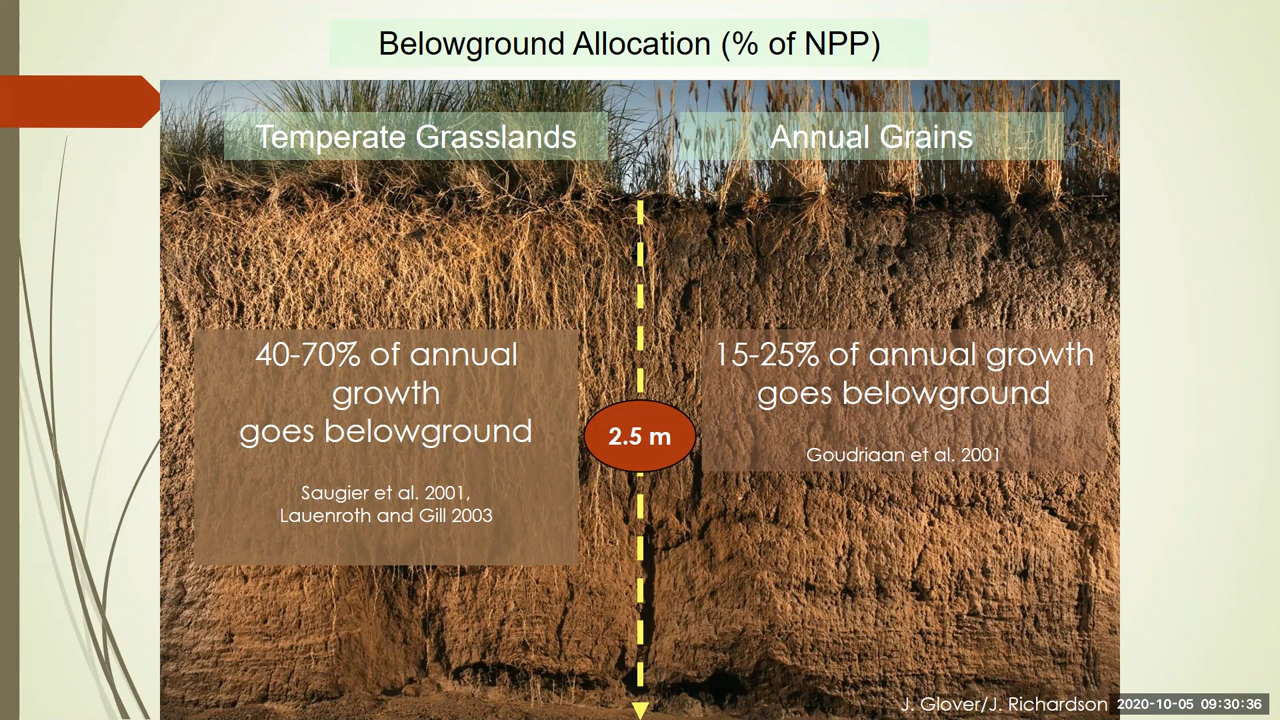 Belowground Allocation (% of NPP)
Temperate Grasslands
Annual Grains
40-70% of annual
growth
goes belowground
Saugier et al. 2001,
Lauenroth and Gill 2003
2.5 m
15-25% of annual growth
goes belowground
Goudriaan et al. 2001
J. Glover/J. Richardson
2020-10-05 09:30:36